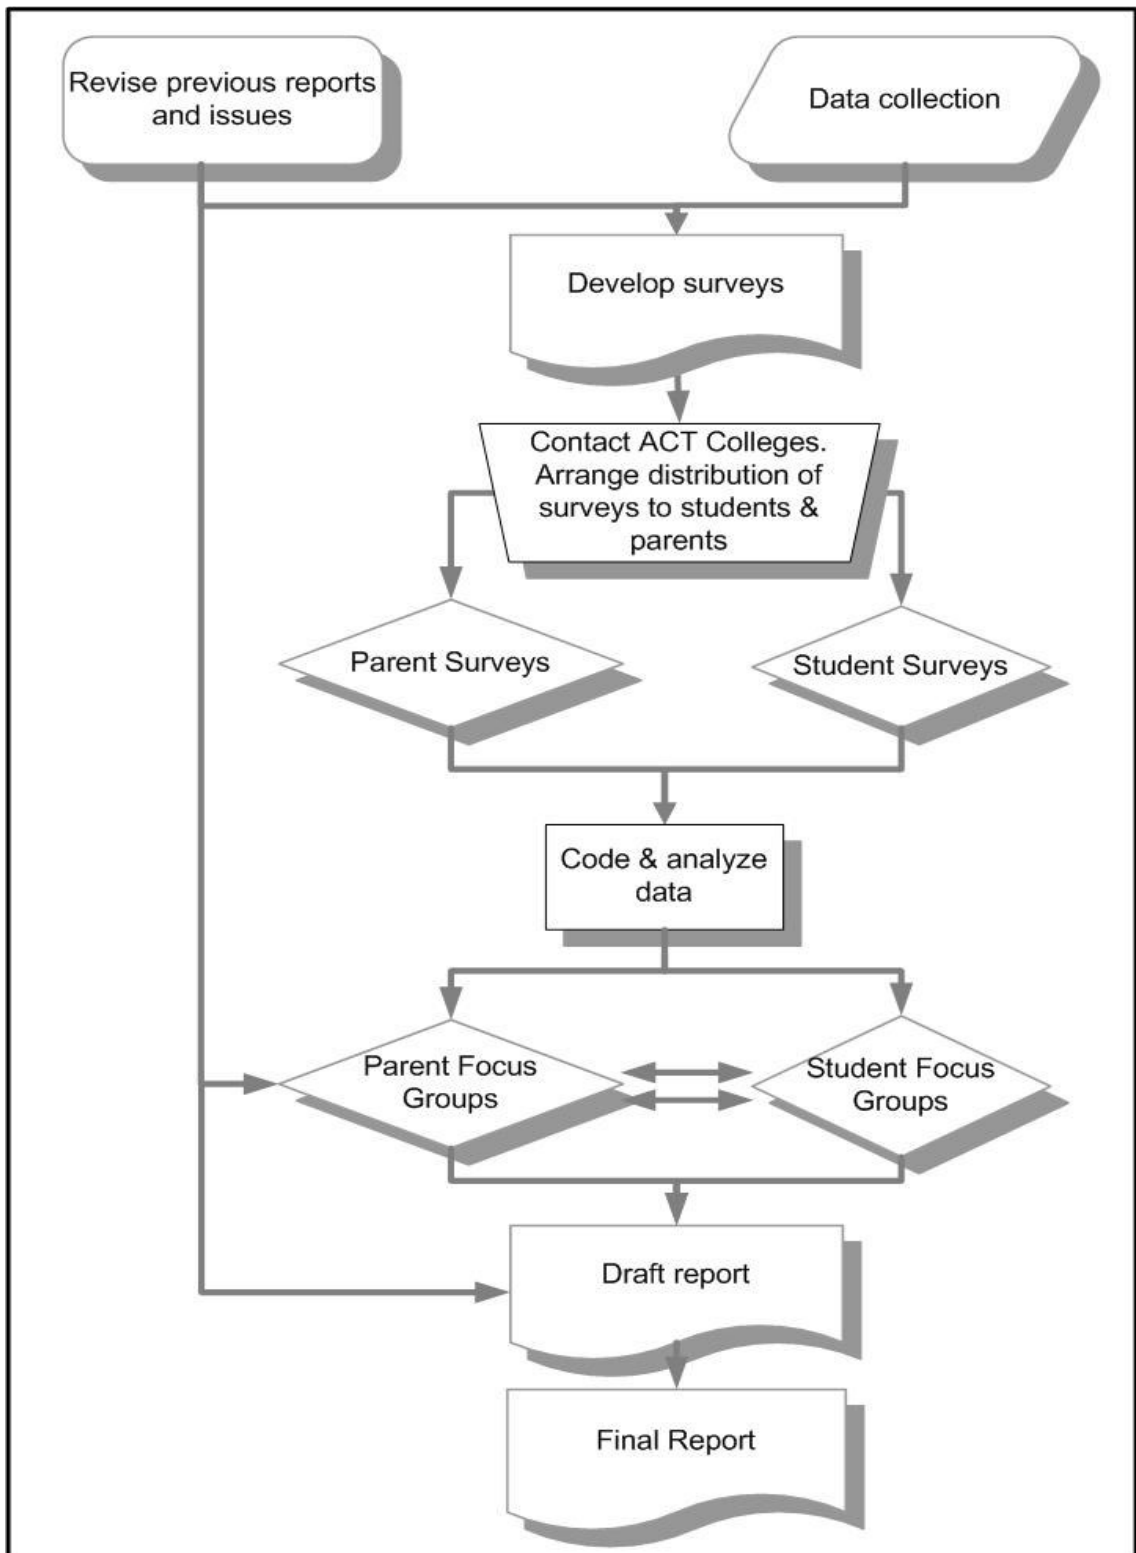 Revise previous reports
and issues
Data collection
Develop surveys
Contact ACT Colleges.
Arrange distribution of
surveys to students &
parents
Parent Surveys
Student Surveys
Code & analyze
data
Parent Focus
Groups
Student Focus
Groups
Draft report
Final Report